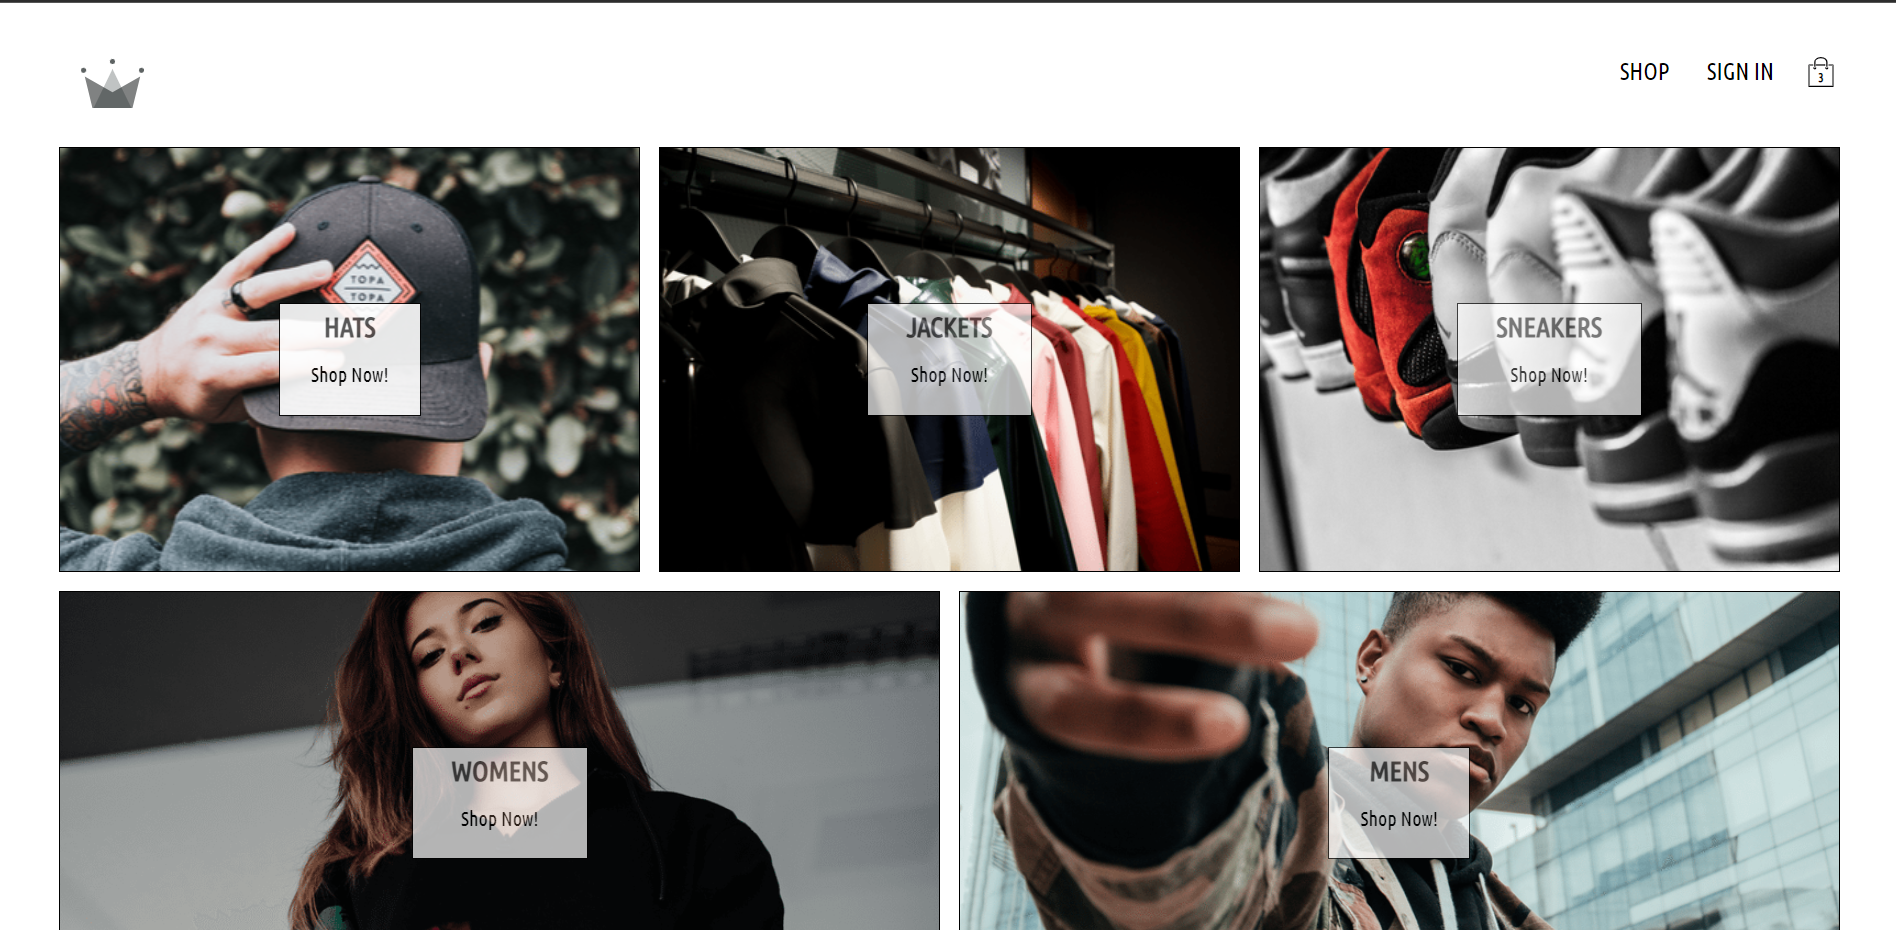 SHOP
SIGN IN
3
TOPA
TOPA
HATS
Shop Now!
JACKETS
Shop Now!
SNEAKERS
Shop Now!
WOMENS
Shop Now!
MENS
Shop Now!